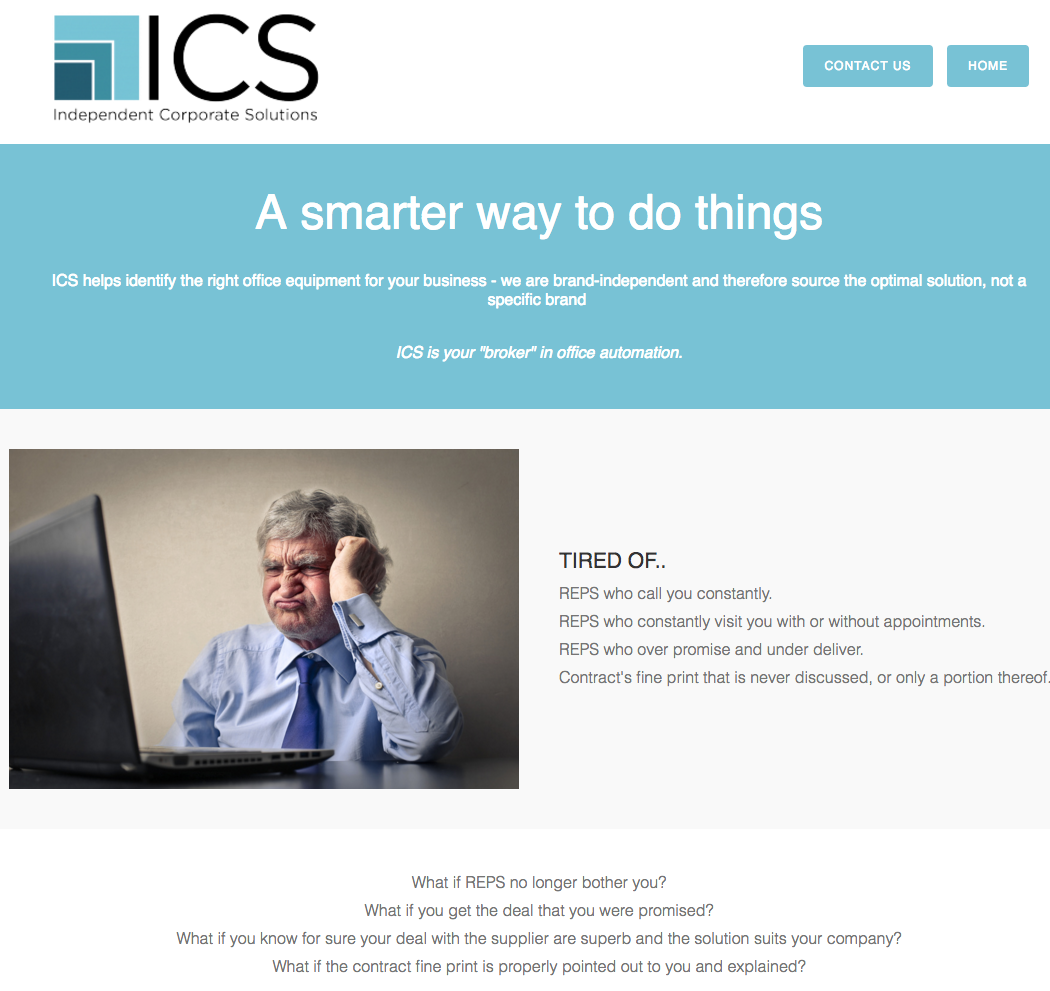 ICS
Independent Corporate Solutions
CONTACT US
HOME
A smarter way to do things
ICS helps identify the right office equipment for your business - we are brand-independent and therefore source the optimal solution, not a
specific brand
ICS is your "broker" in office automation.
TIRED OF..
REPS who call you constantly.
REPS who constantly visit you with or without appointments.
REPS who over promise and under deliver.
Contract's fine print that is never discussed, or only a portion thereof.
What if REPS no longer bother you?
What if you get the deal that you were promised?
What if you know for sure your deal with the supplier are superb and the solution suits your company?
What if the contract fine print is properly pointed out to you and explained?